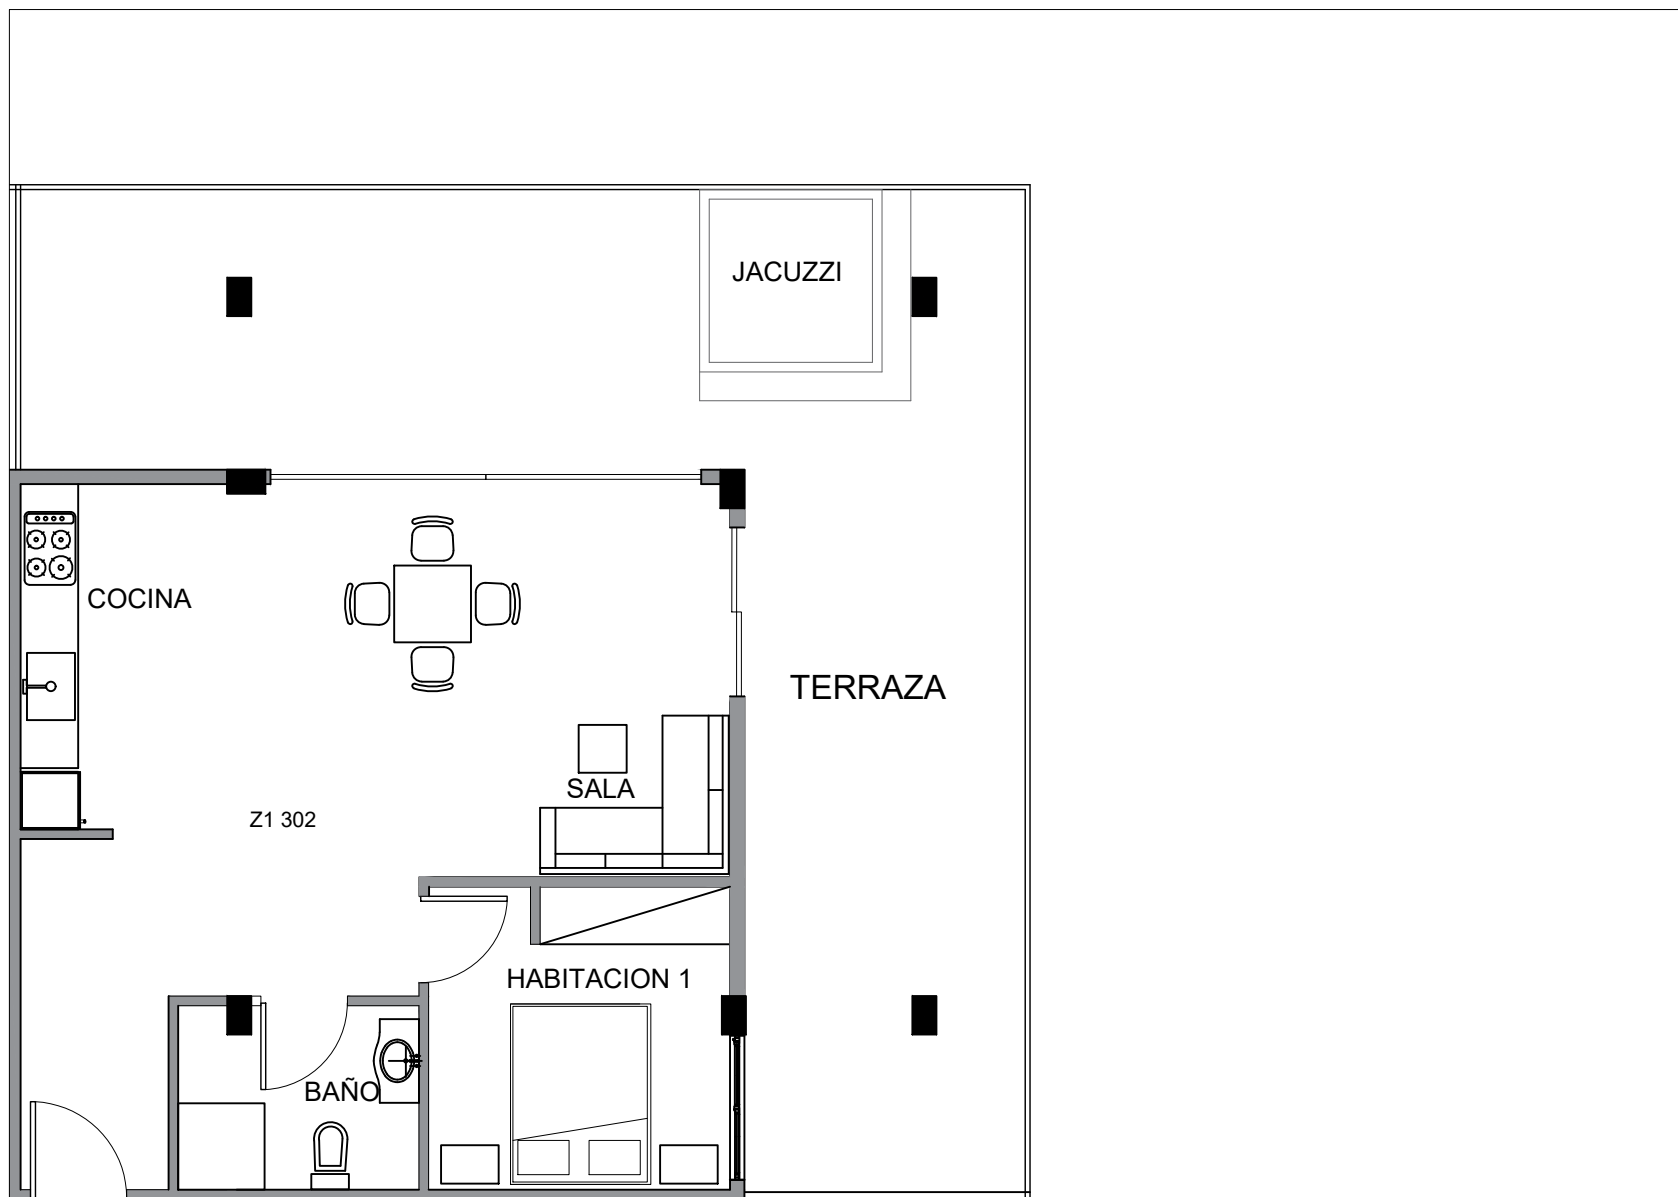 JACUZZI
COCINA
TERRAZA
SALA
Z1 302
HABITACION 1
BAÑO